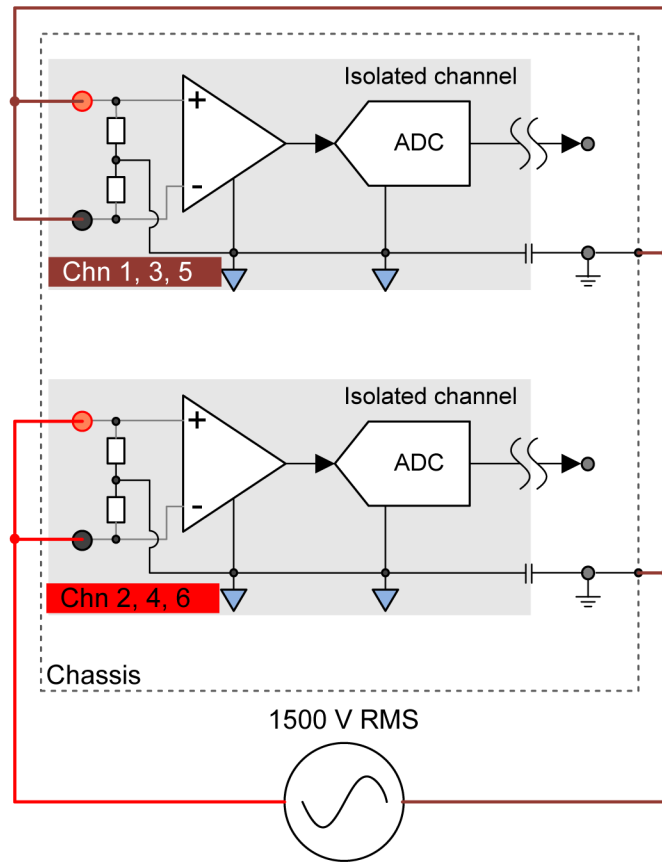 Isolated channel
+
ADC
-
Chn 1, 3, 5
Isolated channel
+
ADC
-
Chn 2, 4, 6
Chassis
1500 V RMS